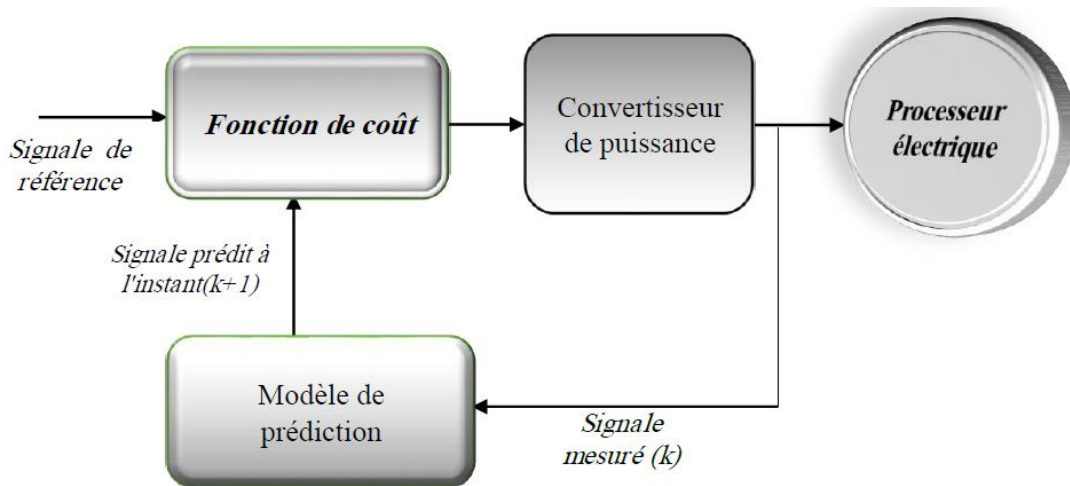 Fonction de coût
Convertisseur
de puissance
Processeur
électrique
Signale de
référence
Signale prédit à
l'instant(k+1)
Modèle de
prédiction
Signale
mesuré (k)